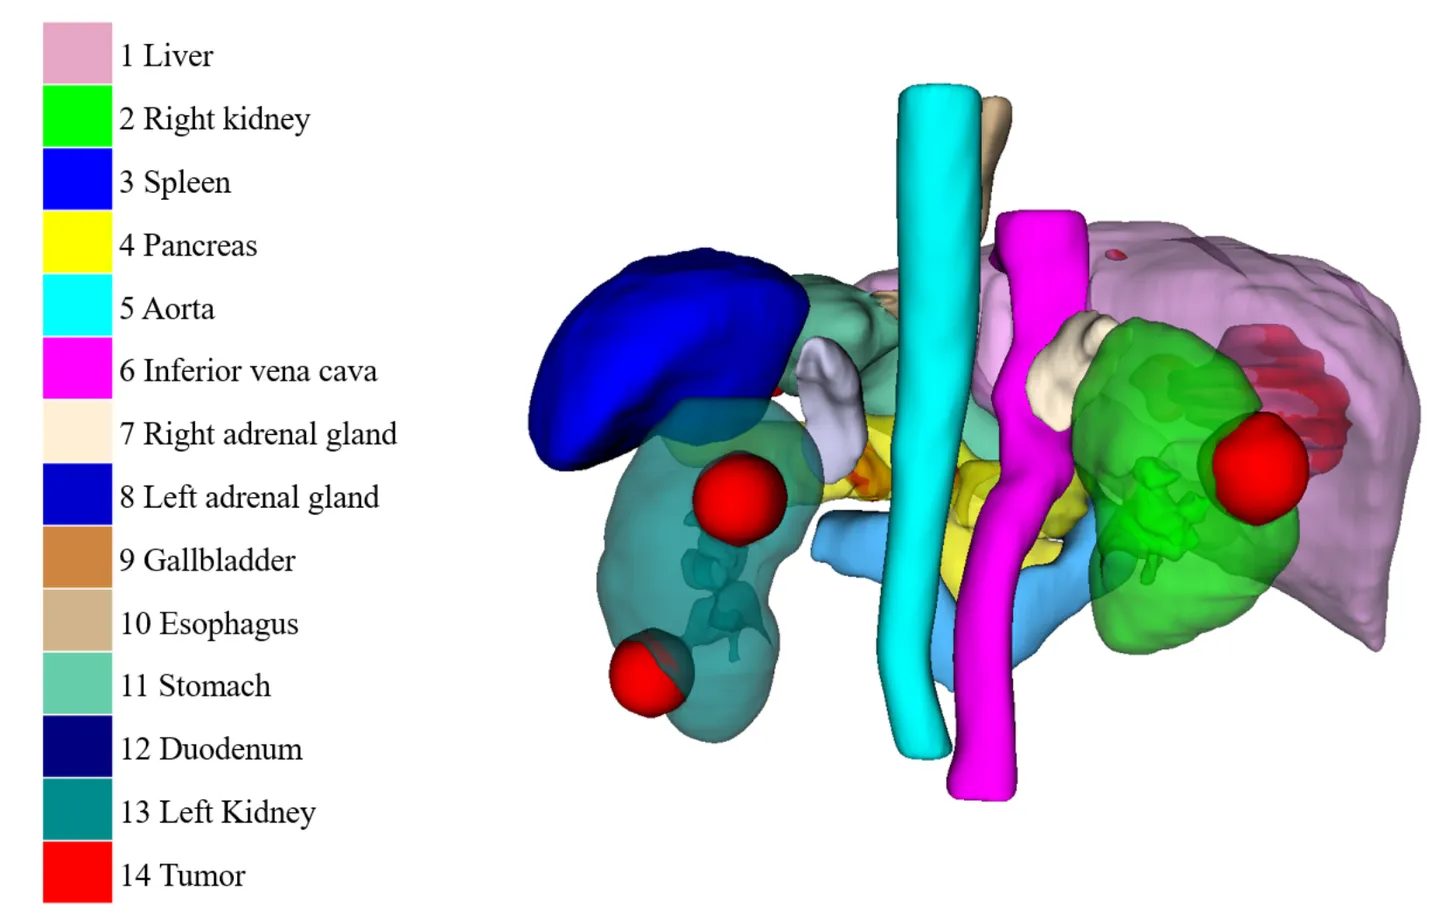 1 Liver
2 Right kidney
3 Spleen
4 Pancreas
5 Aorta
6 Inferior vena cava
7 Right adrenal gland
8 Left adrenal gland
9 Gallbladder
10 Esophagus
11 Stomach
12 Duodenum
13 Left Kidney
14 Tumor